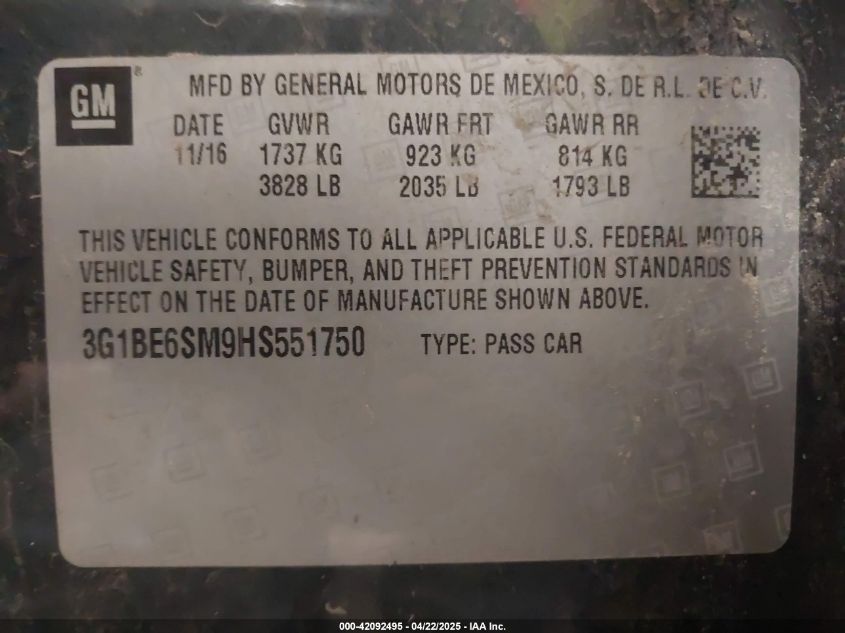 GM ® MFD BY GENERAL MOTORS DE MEXICO, S. DE R.L. DE C.V.
DATE GVWR GAWR FRT GAWR RR
11/16 1737 KG 923 KG 814 KG
3828 LB 2035 LB 1793 LB
THIS VEHICLE CONFORMS TO ALL APPLICABLE U.S. FEDERAL MOTOR
VEHICLE SAFETY, BUMPER, AND THEFT PREVENTION STANDARDS IN
EFFECT ON THE DATE OF MANUFACTURE SHOWN ABOVE.
3G1BE6SM9HS551750 TYPE: PASS CAR
000-42092495 - 04/22/2025 - IAA Inc.